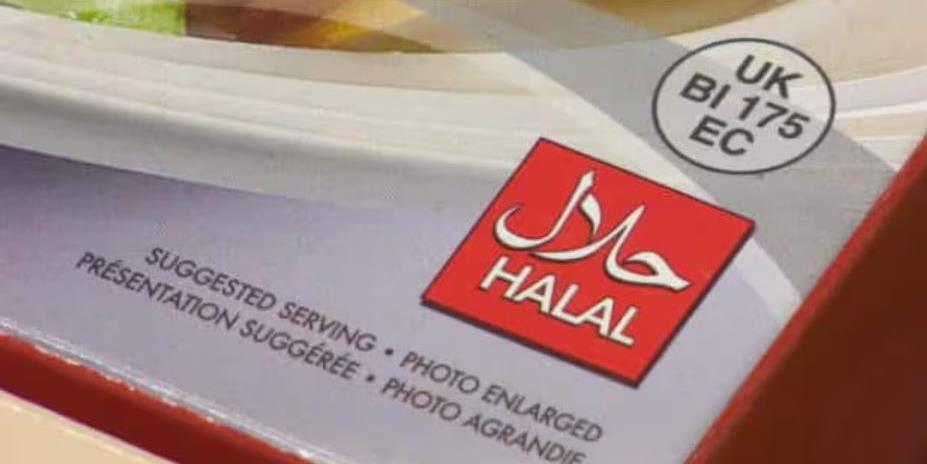 UK
BI 175
EC
حلال
HALAL
SUGGESTED SERVING • PHOTO ENLARGED
PRÉSENTATION SUGGÉRÉE • PHOTO AGRANDIE